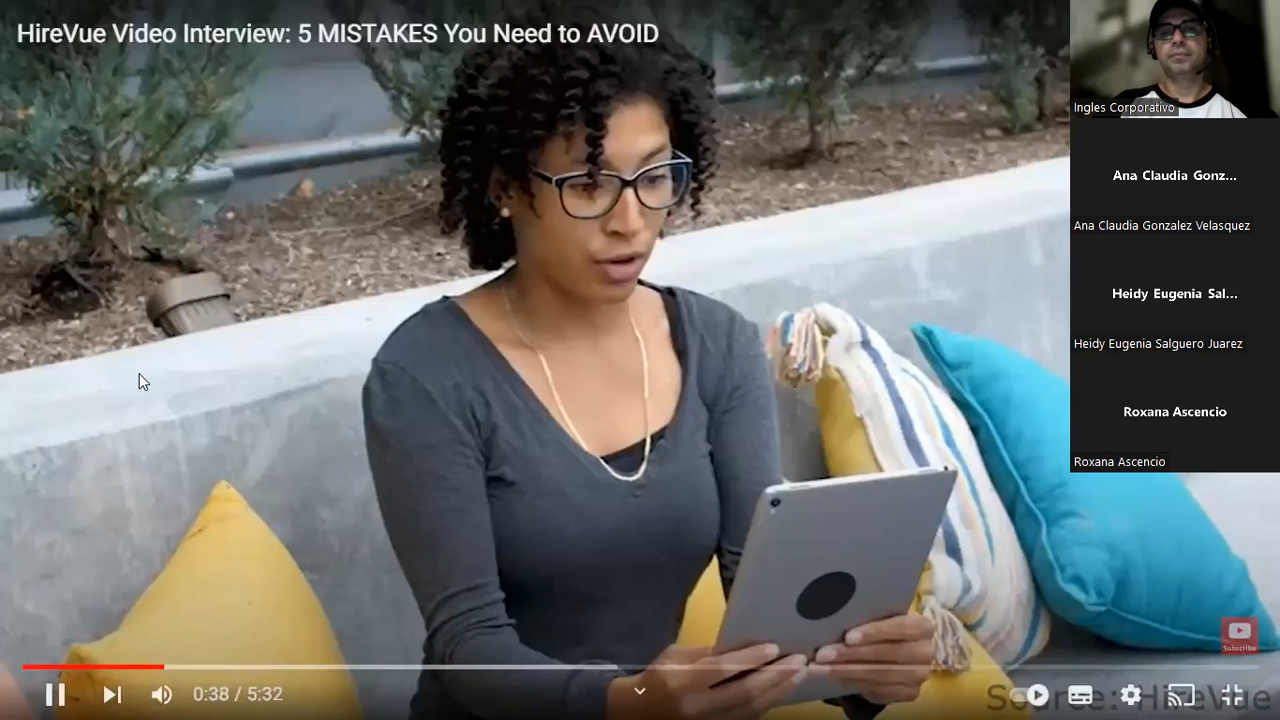 HireVue Video Interview: 5 MISTAKES You Need to AVOID
Ingles Corporativo
Ana Claudia Gonz...
Ana Claudia Gonzalez Velasquez
Heidy Eugenia Sal...
Heidy Eugenia Salguero Juarez
Roxana Ascencio
Roxana Ascencio
Subscribe
0:38 / 5:32
Source: HireVue